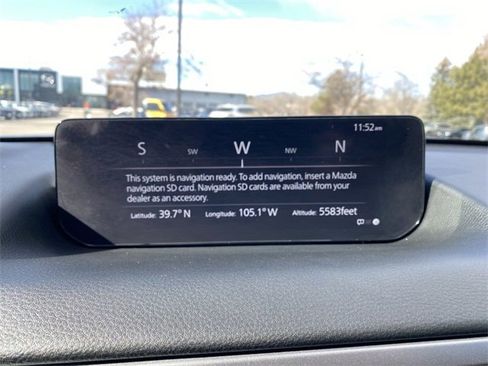 11:52am
S SW W NW N
This system is navigation ready. To add navigation, insert a Mazda
navigation SD card. Navigation SD cards are available from your
dealer as an accessory.
Latitude: 39.7° N Longitude: 105.1° W Altitude: 5583feet